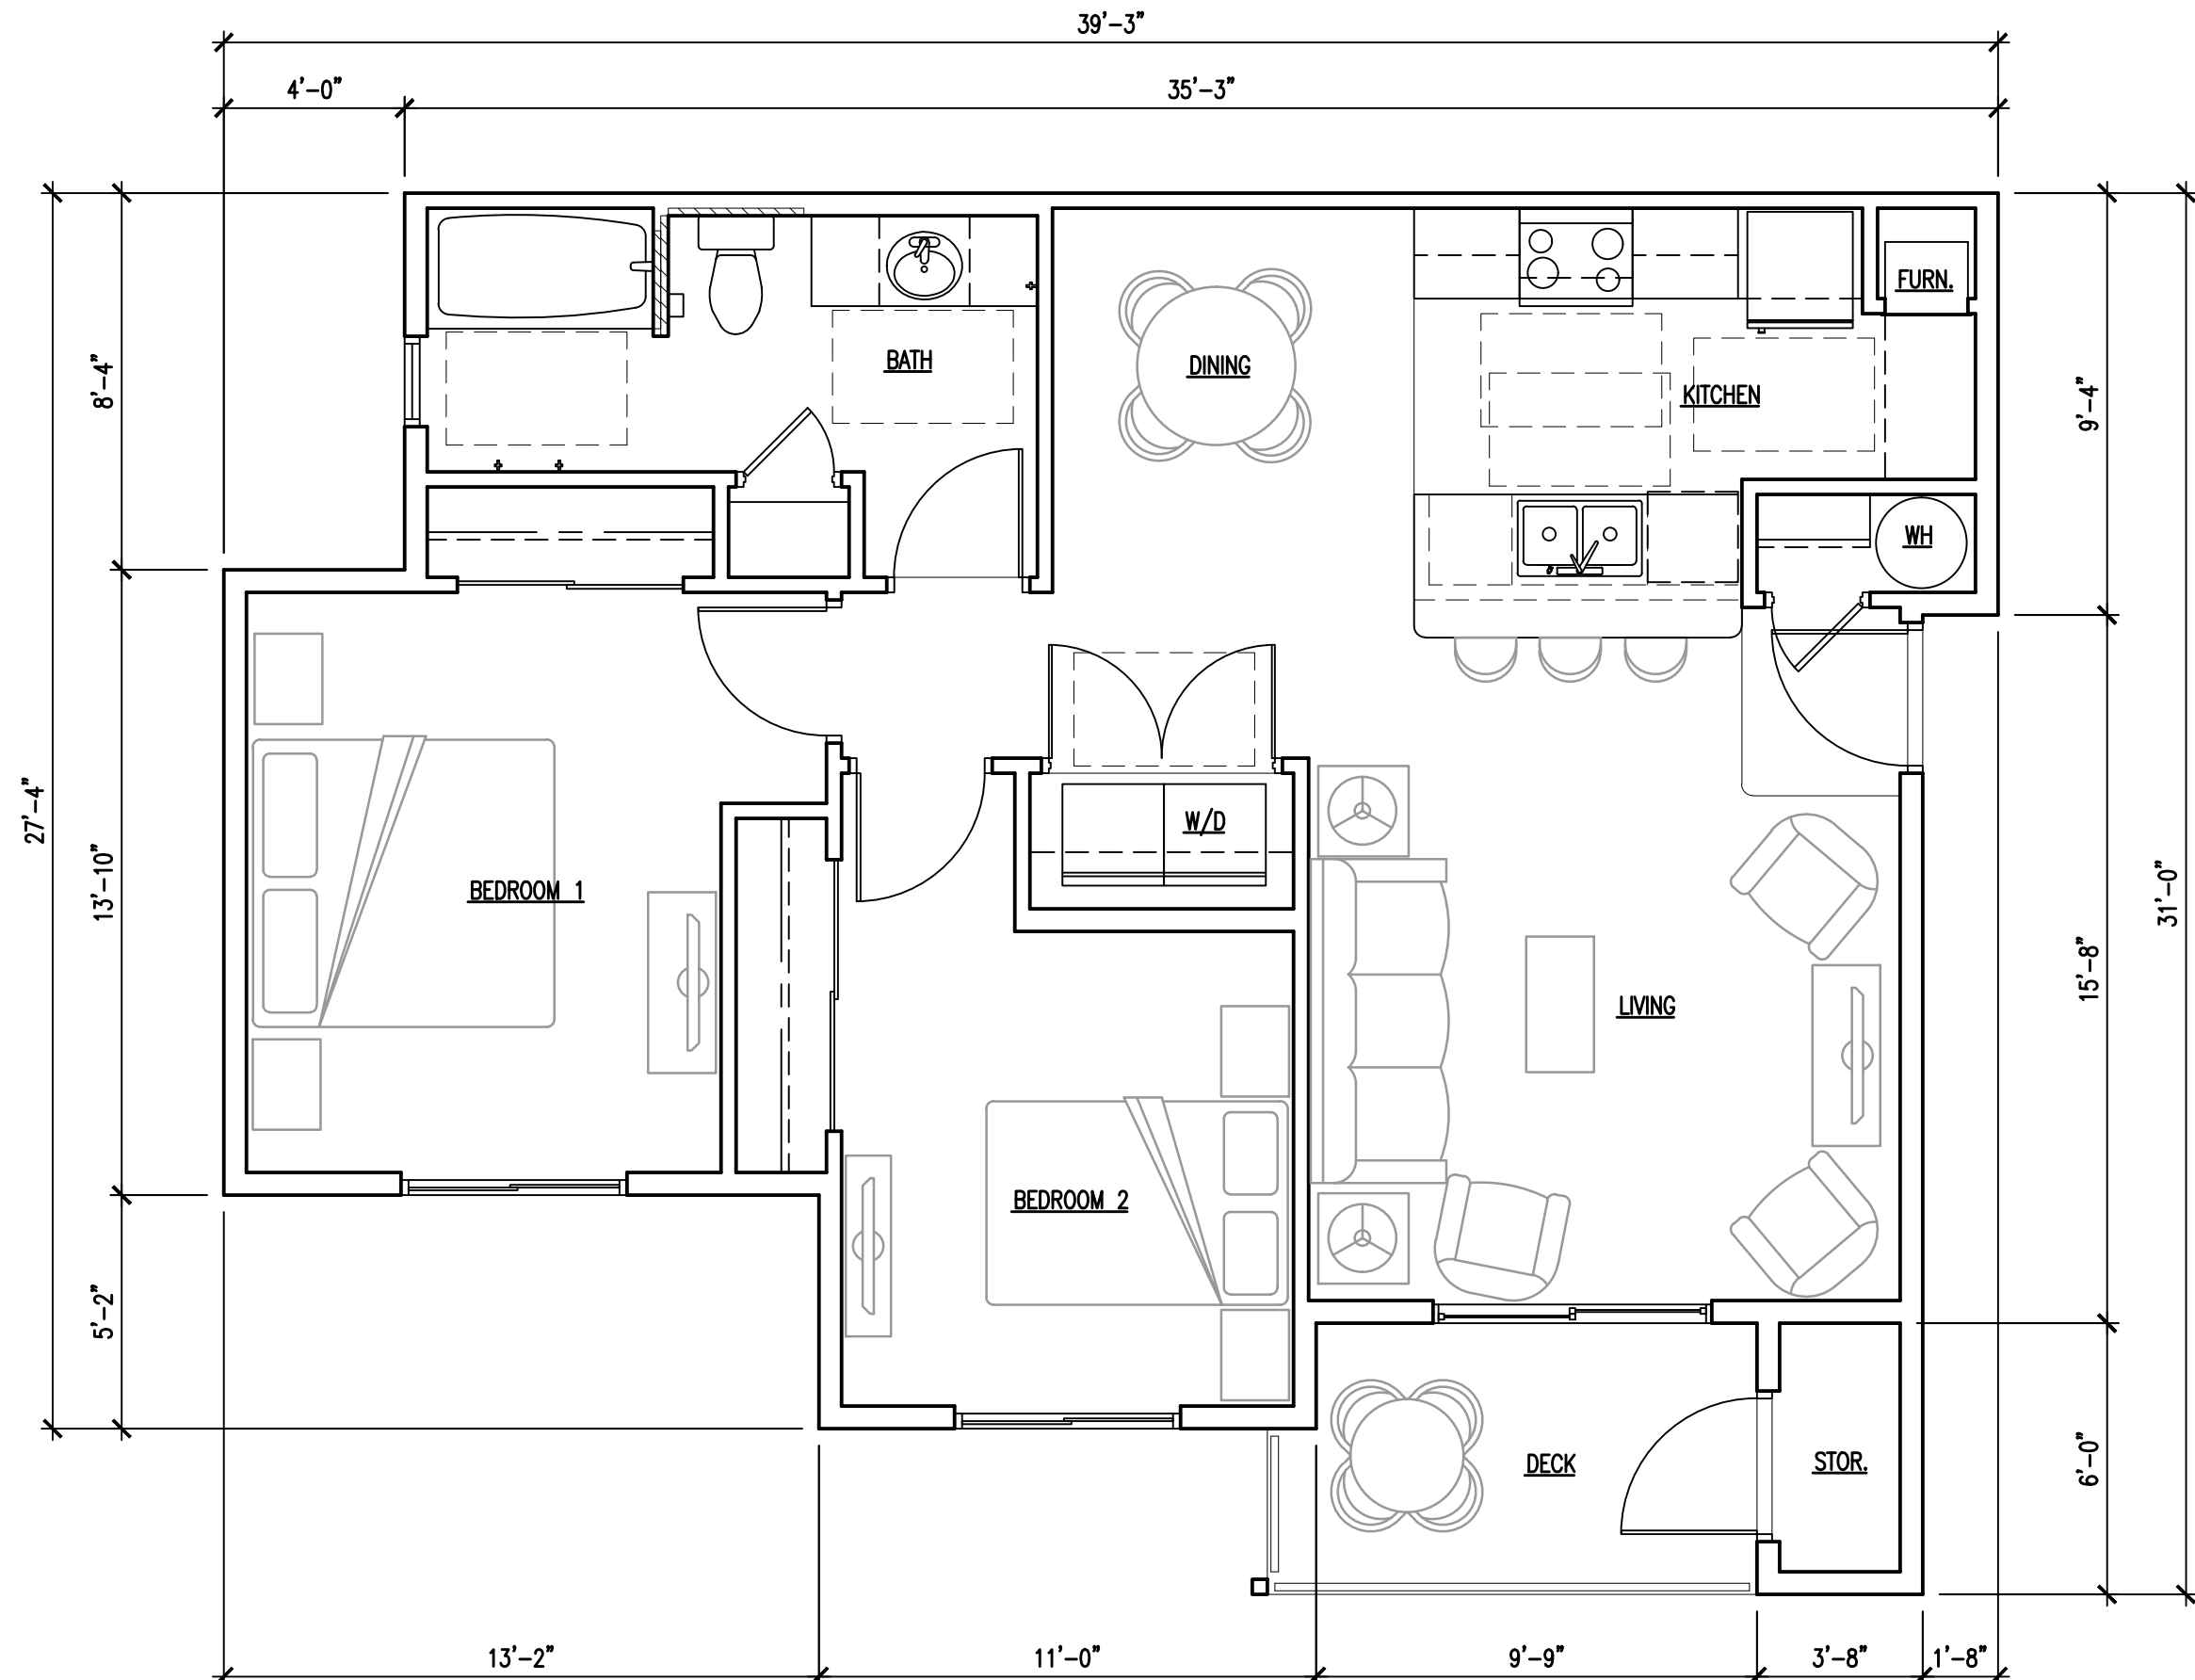 39'-3"
4'-0"
35'-3"
FURN.
BATH
DINING
KITCHEN
8'-4"
9'-4"
WH
27'-4"
13'-10"
W/D
BEDROOM 1
31'-0"
15'-8"
LIVING
BEDROOM 2
5'-2"
DECK
STOR.
6'-0"
13'-2"
11'-0"
9'-9"
3'-8"
1'-8"